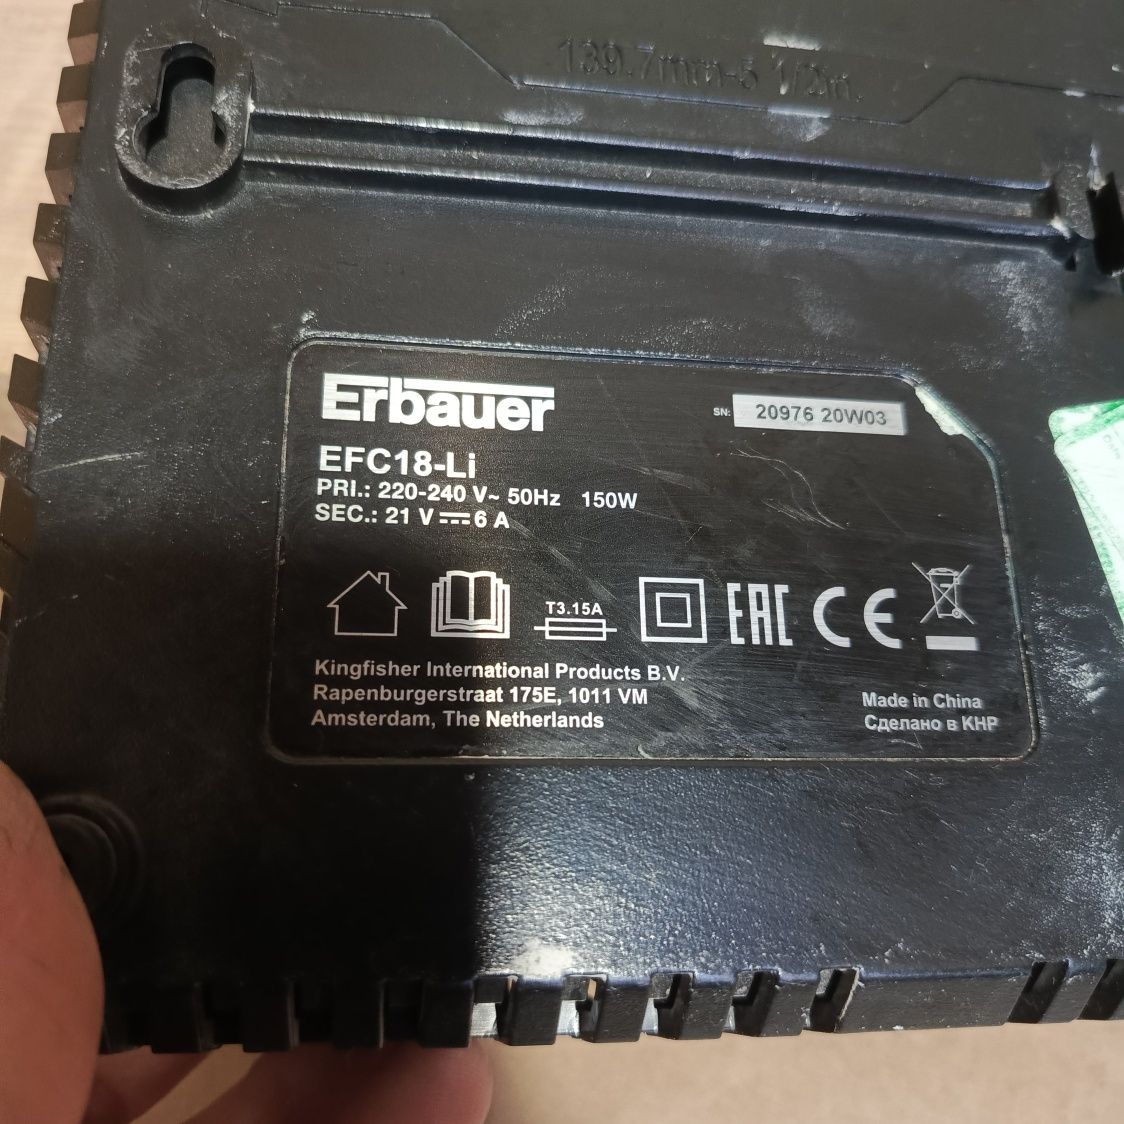 139.7mm-5 1/2in.
Erbauer
SN: 20976 20W03
EFC18-Li
PRI.: 220-240 V~ 50Hz 150W
SEC.: 21 V⎓6 A
T3.15A
EAC CE
Kingfisher International Products B.V.
Rapenburgerstraat 175E, 1011 VM
Amsterdam, The Netherlands
Made in China
Сделано в КНР